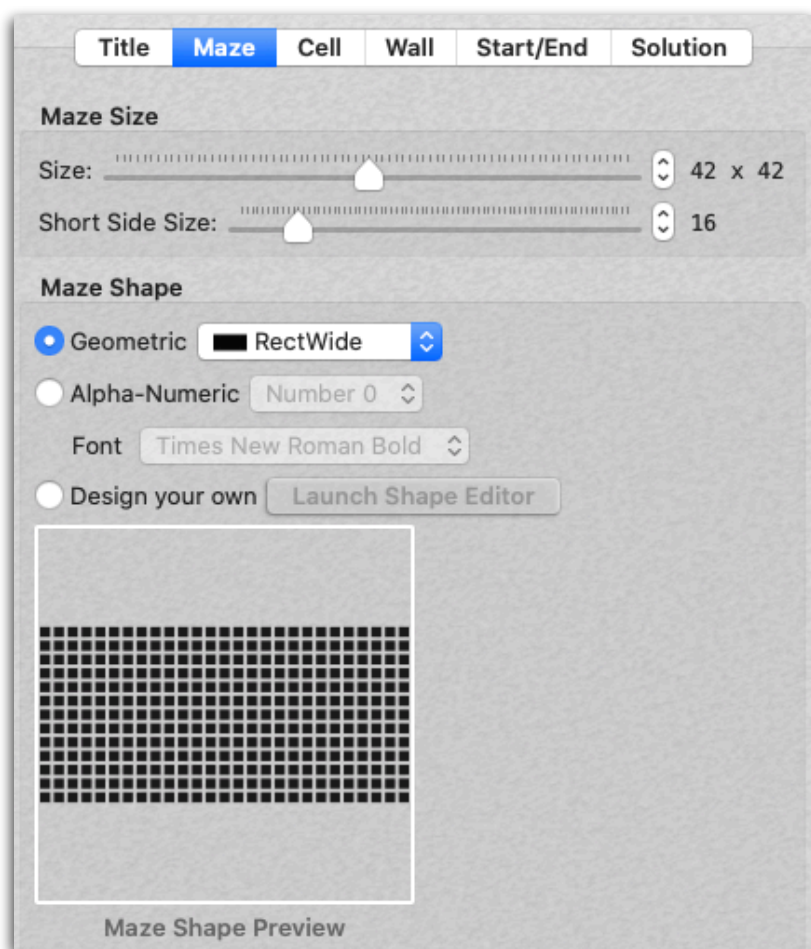 Title Maze Cell Wall Start/End Solution
Maze Size
Size: 42 x 42
Short Side Size: 16
Maze Shape
Geometric RectWide
Alpha-Numeric Number 0
Font Times New Roman Bold
Design your own Launch Shape Editor
Maze Shape Preview